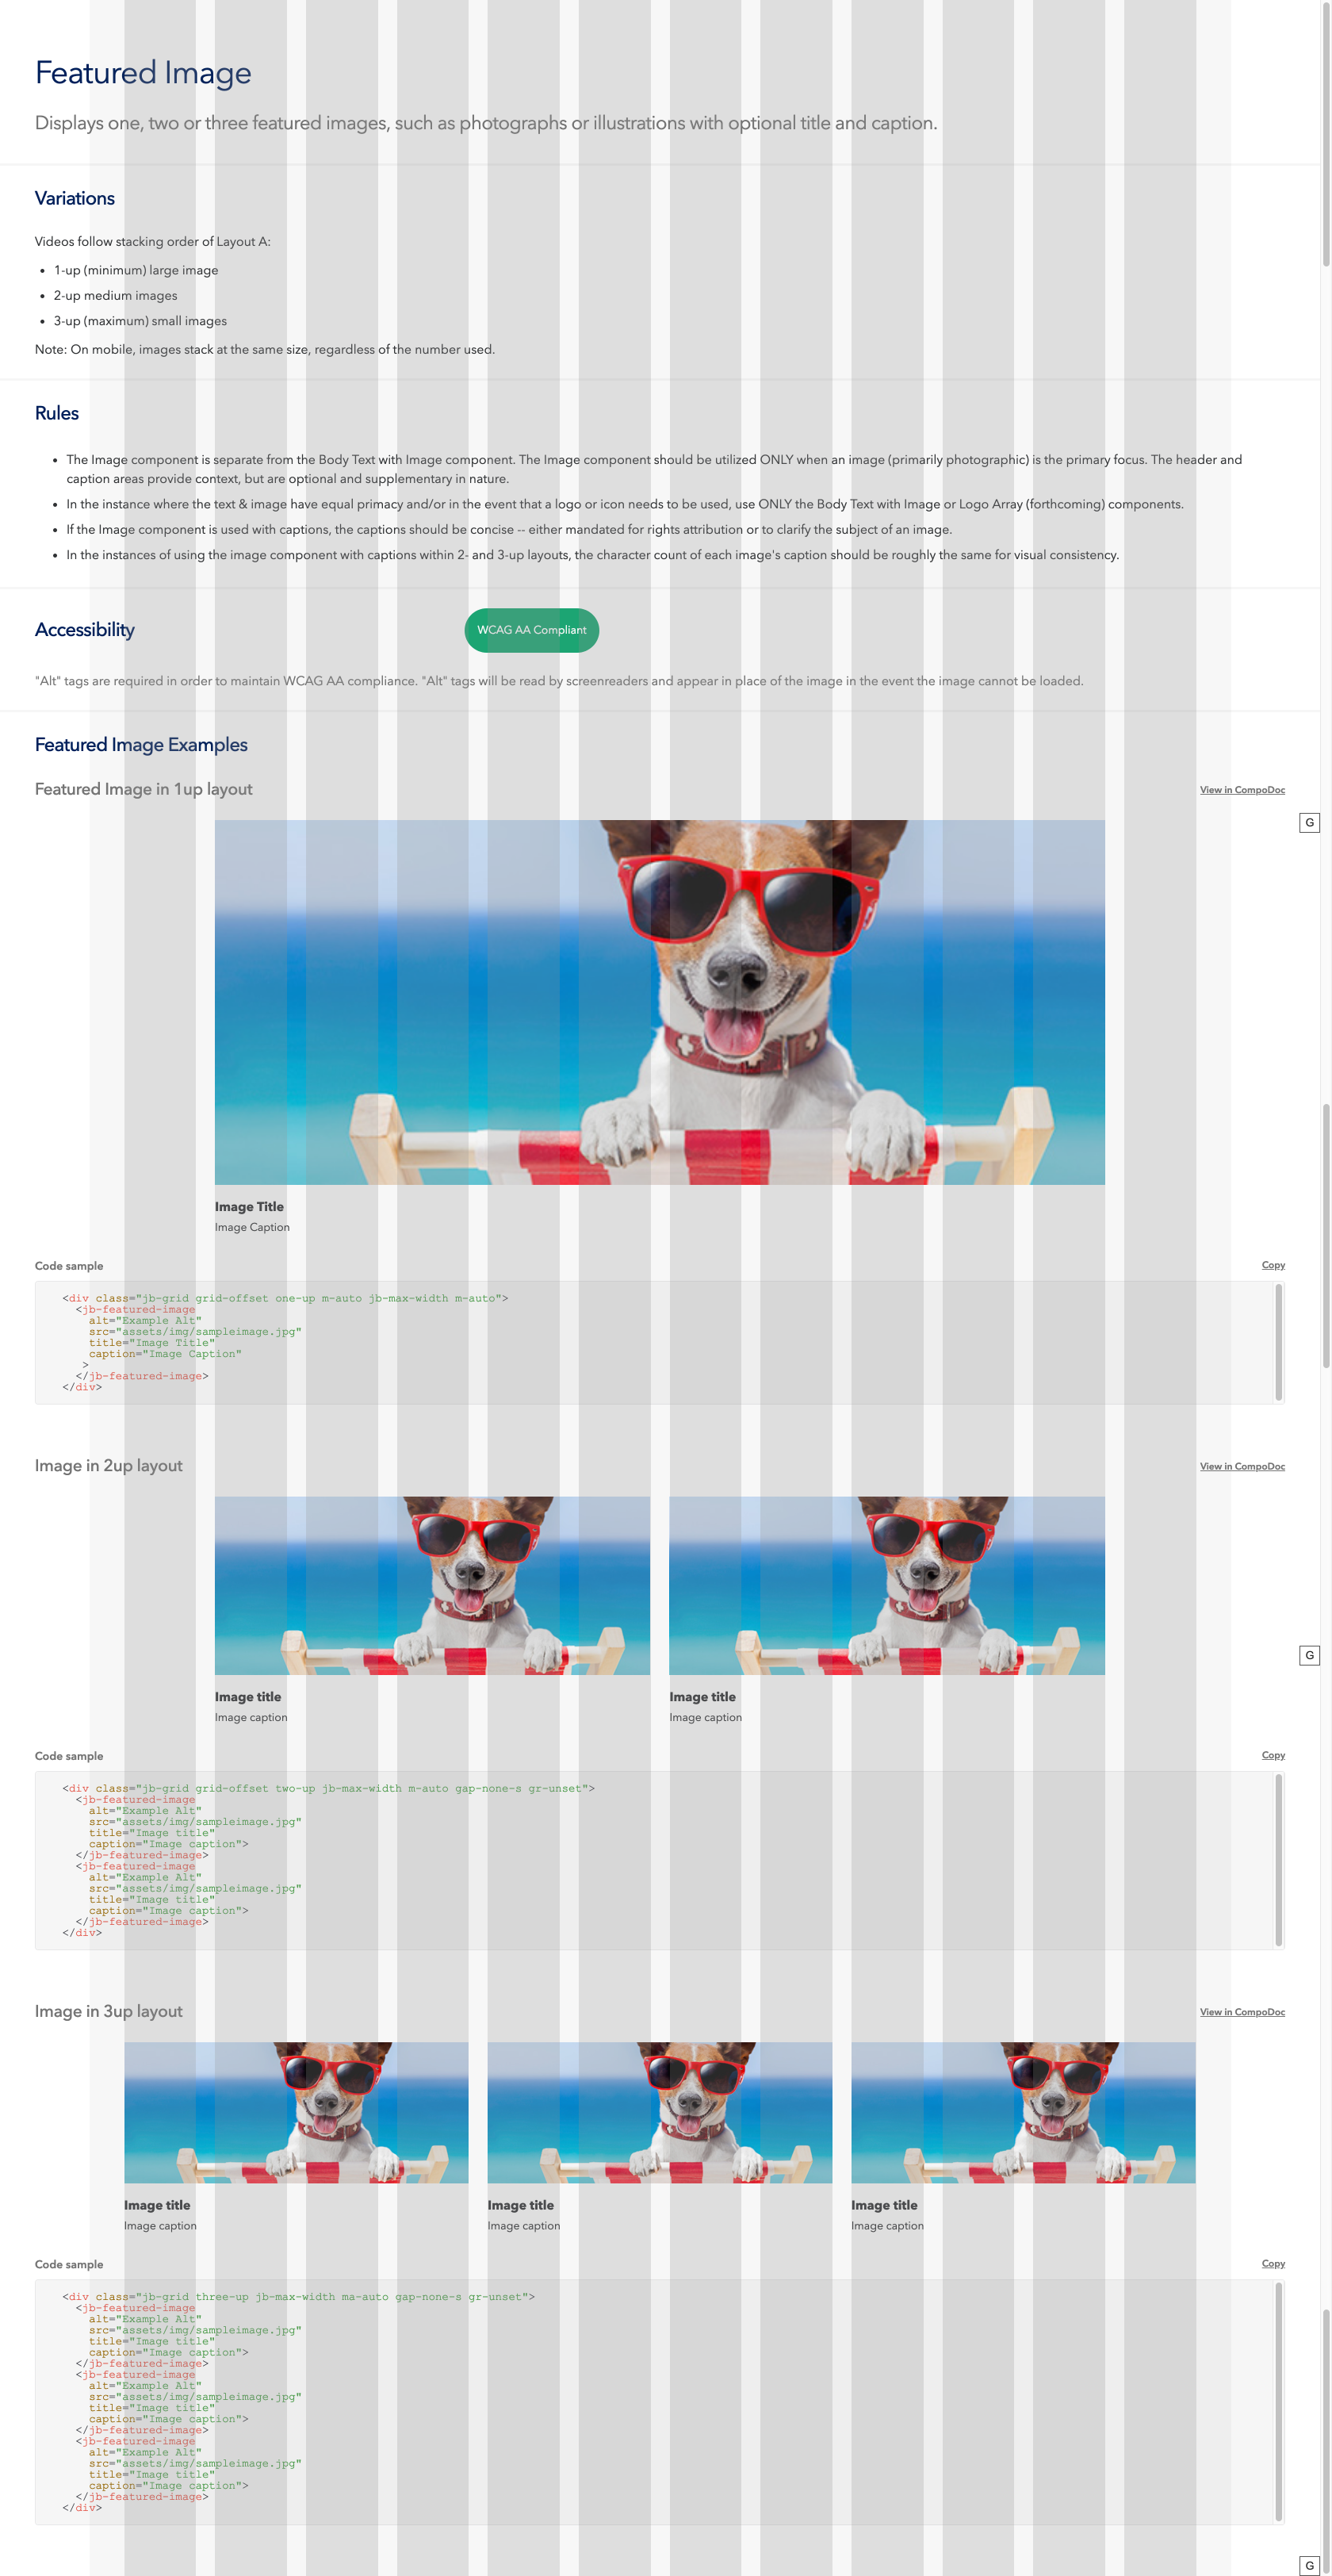 Featured Image
Displays one, two or three featured images, such as photographs or illustrations with optional title and caption.
Variations
Videos follow stacking order of Layout A:
• 1-up (minimum) large image
• 2-up medium images
• 3-up (maximum) small images
Note: On mobile, images stack at the same size, regardless of the number used.
Rules
• The Image component is separate from the Body Text with Image component. The Image component should be utilized ONLY when an image (primarily photographic) is the primary focus. The header and
caption areas provide context, but are optional and supplementary in nature.
• In the instance where the text & image have equal primacy and/or in the event that a logo or icon needs to be used, use ONLY the Body Text with Image or Logo Array (forthcoming) components.
• If the Image component is used with captions, the captions should be concise -- either mandated for rights attribution or to clarify the subject of an image.
• In the instances of using the image component with captions within 2- and 3-up layouts, the character count of each image's caption should be roughly the same for visual consistency.
Accessibility
WCAG AA Compliant
"Alt" tags are required in order to maintain WCAG AA compliance. "Alt" tags will be read by screenreaders and appear in place of the image in the event the image cannot be loaded.
Featured Image Examples
Featured Image in 1up layout
View in CompoDoc
G
Image Title
Image Caption
Code sample
Copy
<div class="jb-grid grid-offset one-up m-auto jb-max-width m-auto">
<jb-featured-image
alt="Example Alt"
src="assets/img/sampleimage.jpg"
title="Image Title"
caption="Image Caption"
>
</jb-featured-image>
</div>
Image in 2up layout
View in CompoDoc
G
Image title
Image caption
Image title
Image caption
Code sample
Copy
<div class="jb-grid grid-offset two-up jb-max-width m-auto gap-none-s gr-unset">
<jb-featured-image
alt="Example Alt"
src="assets/img/sampleimage.jpg"
title="Image title"
caption="Image caption">
</jb-featured-image>
<jb-featured-image
alt="Example Alt"
src="assets/img/sampleimage.jpg"
title="Image title"
caption="Image caption">
</jb-featured-image>
</div>
Image in 3up layout
View in CompoDoc
Image title
Image caption
Image title
Image caption
Image title
Image caption
Code sample
Copy
<div class="jb-grid three-up jb-max-width ma-auto gap-none-s gr-unset">
<jb-featured-image
alt="Example Alt"
src="assets/img/sampleimage.jpg"
title="Image title"
caption="Image caption">
</jb-featured-image>
<jb-featured-image
alt="Example Alt"
src="assets/img/sampleimage.jpg"
title="Image title"
caption="Image caption">
</jb-featured-image>
<jb-featured-image
alt="Example Alt"
src="assets/img/sampleimage.jpg"
title="Image title"
caption="Image caption">
</jb-featured-image>
</div>
G